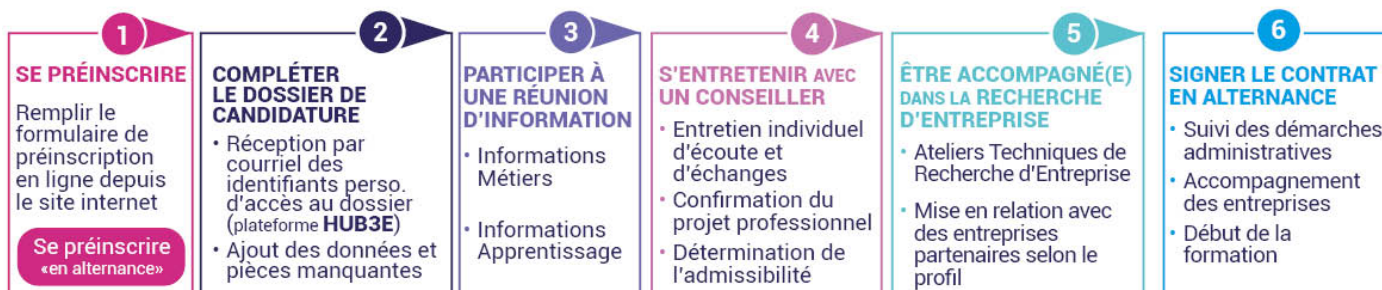 1
SE PRÉINSCRIRE
Remplir le
formulaire de
préinscription
en ligne depuis
le site internet
Se préinscrire
«en alternance»
2
COMPLÉTER
LE DOSSIER DE
CANDIDATURE
• Réception par
courriel des
identifiants perso.
d'accès au dossier
(plateforme HUB3E)
• Ajout des données et
pièces manquantes
3
PARTICIPER À
UNE RÉUNION
D'INFORMATION
• Informations
Métiers
• Informations
Apprentissage
4
S'ENTRETENIR AVEC
UN CONSEILLER
• Entretien individuel
d'écoute et
d'échanges
• Confirmation du
projet professionnel
• Détermination de
l'admissibilité
5
ÊTRE ACCOMPAGNÉ(E)
DANS LA RECHERCHE
D'ENTREPRISE
• Ateliers Techniques de
Recherche d'Entreprise
• Mise en relation avec
des entreprises
partenaires selon le
profil
6
SIGNER LE CONTRAT
EN ALTERNANCE
• Suivi des démarches
administratives
• Accompagnement
des entreprises
• Début de la
formation